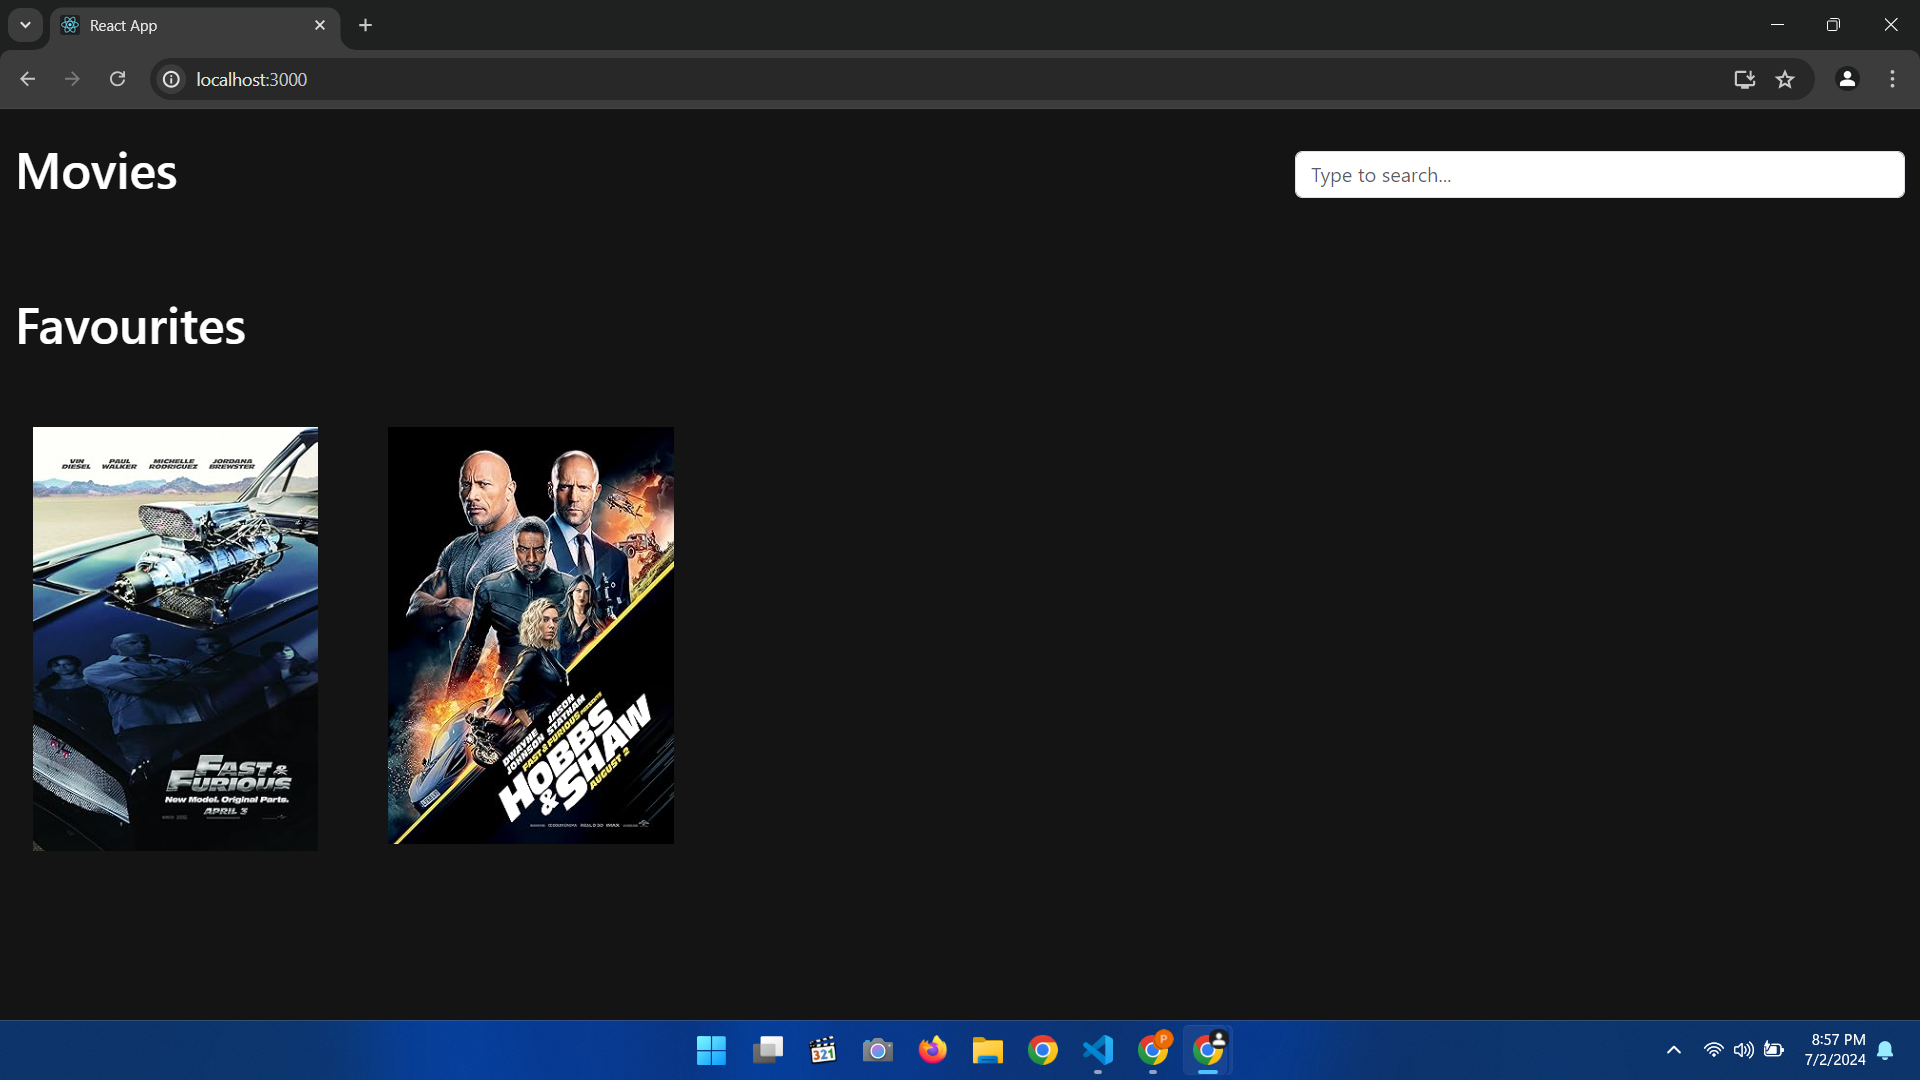 React App
localhost:3000
Movies
Type to search...
Favourites
VIN DIESEL PAUL WALKER MICHELLE RODRIGUEZ JORDANA BREWSTER
FAST & FURIOUS
New Model. Original Parts.
APRIL 3
DWAYNE JOHNSON JASON STATHAM
FAST & FURIOUS PRESENTS
HOBBS & SHAW
AUGUST 2
321
P
8:57 PM
7/2/2024